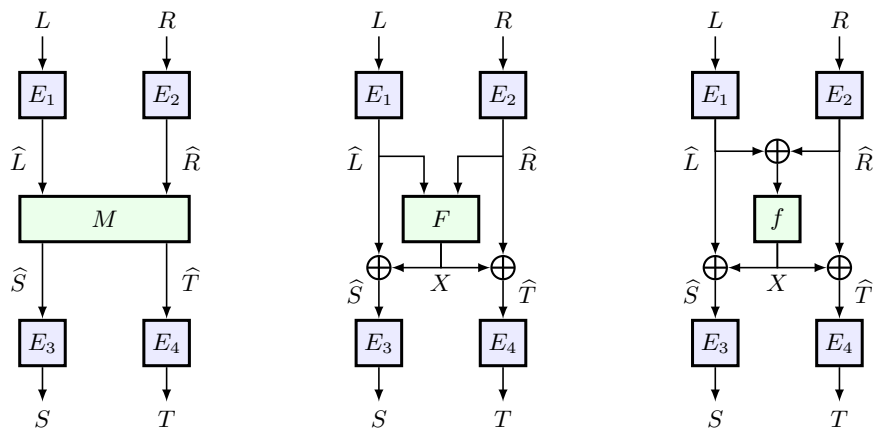 L R L R L R
E₁ E₂ E₁ E₂ E₁ E₂
L̂ R̂ L̂ R̂ L̂ R̂
M F f
Ŝ T̂ Ŝ X T̂ Ŝ X T̂
E₃ E₄ E₃ E₄ E₃ E₄
S T S T S T